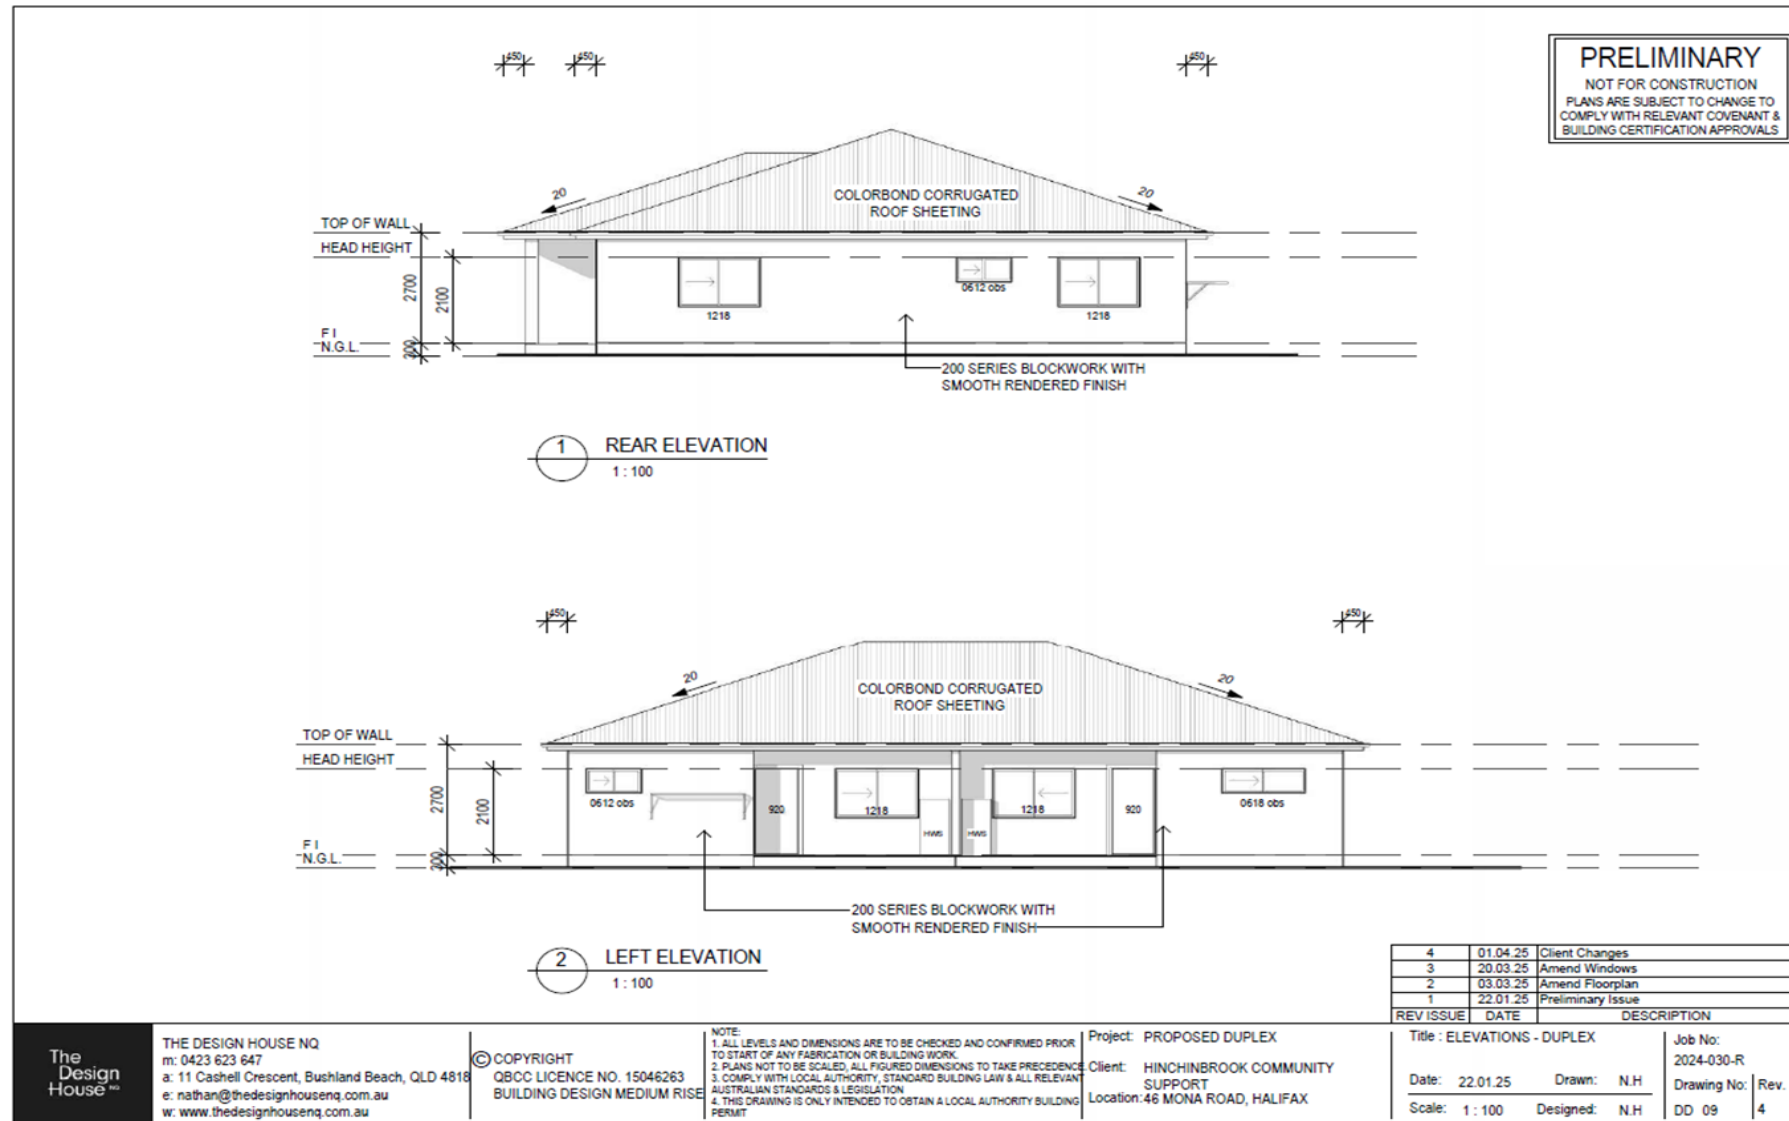 450 450 450
PRELIMINARY
NOT FOR CONSTRUCTION
PLANS ARE SUBJECT TO CHANGE TO
COMPLY WITH RELEVANT COVENANT &
BUILDING CERTIFICATION APPROVALS
20 20
COLORBOND CORRUGATED
ROOF SHEETING
TOP OF WALL
HEAD HEIGHT
2700
2100
0612 obs
1218 1218
F I
N.G.L.
300
200 SERIES BLOCKWORK WITH
SMOOTH RENDERED FINISH
1 REAR ELEVATION
1 : 100
450 450
20 20
COLORBOND CORRUGATED
ROOF SHEETING
TOP OF WALL
HEAD HEIGHT
2700
2100
0612 obs 920 1218 1218 920 0618 obs
HWS HWS
F I
N.G.L.
300
200 SERIES BLOCKWORK WITH
SMOOTH RENDERED FINISH
2 LEFT ELEVATION
1 : 100
4 01.04.25 Client Changes
3 20.03.25 Amend Windows
2 03.03.25 Amend Floorplan
1 22.01.25 Preliminary Issue
REV ISSUE DATE DESCRIPTION
The
Design
House NQ
THE DESIGN HOUSE NQ
m: 0423 623 647
a: 11 Cashell Crescent, Bushland Beach, QLD 4818
e: nathan@thedesignhousenq.com.au
w: www.thedesignhousenq.com.au
© COPYRIGHT
QBCC LICENCE NO. 15046263
BUILDING DESIGN MEDIUM RISE
NOTE:
1. ALL LEVELS AND DIMENSIONS ARE TO BE CHECKED AND CONFIRMED PRIOR
TO START OF ANY FABRICATION OR BUILDING WORK.
2. PLANS NOT TO BE SCALED, ALL FIGURED DIMENSIONS TO TAKE PRECEDENCE
3. COMPLY WITH LOCAL AUTHORITY, STANDARD BUILDING LAW & ALL RELEVANT
AUSTRALIAN STANDARDS & LEGISLATION
4. THIS DRAWING IS ONLY INTENDED TO OBTAIN A LOCAL AUTHORITY BUILDING
PERMIT
Project: PROPOSED DUPLEX
Client: HINCHINBROOK COMMUNITY
SUPPORT
Location: 46 MONA ROAD, HALIFAX
Title : ELEVATIONS - DUPLEX
Date: 22.01.25 Drawn: N.H
Scale: 1 : 100 Designed: N.H
Job No:
2024-030-R
Drawing No: Rev.
DD 09 4